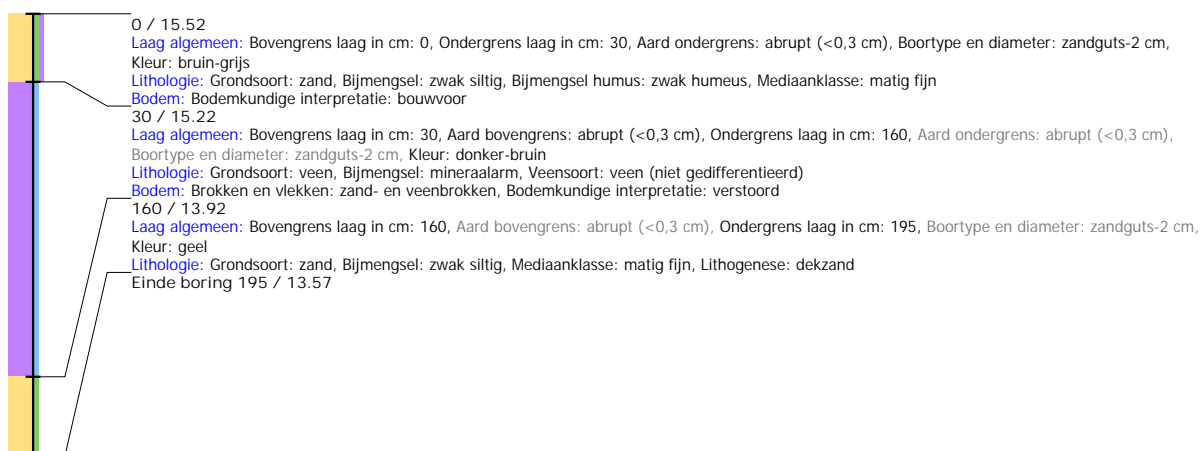 0 / 15.52
Laag algemeen: Bovengrens laag in cm: 0, Ondergrens laag in cm: 30, Aard ondergrens: abrupt (<0,3 cm), Boortype en diameter: zandguts-2 cm,
Kleur: bruin-grijs
Lithologie: Grondsoort: zand, Bijmengsel: zwak siltig, Bijmengsel humus: zwak humeus, Mediaanklasse: matig fijn
Bodem: Bodemkundige interpretatie: bouwvoor
30 / 15.22
Laag algemeen: Bovengrens laag in cm: 30, Aard bovengrens: abrupt (<0,3 cm), Ondergrens laag in cm: 160, Aard ondergrens: abrupt (<0,3 cm),
Boortype en diameter: zandguts-2 cm, Kleur: donker-bruin
Lithologie: Grondsoort: veen, Bijmengsel: mineraalarm, Veensoort: veen (niet gedifferentieerd)
Bodem: Brokken en vlekken: zand- en veenbrokken, Bodemkundige interpretatie: verstoord
160 / 13.92
Laag algemeen: Bovengrens laag in cm: 160, Aard bovengrens: abrupt (<0,3 cm), Ondergrens laag in cm: 195, Boortype en diameter: zandguts-2 cm,
Kleur: geel
Lithologie: Grondsoort: zand, Bijmengsel: zwak siltig, Mediaanklasse: matig fijn, Lithogenese: dekzand
Einde boring 195 / 13.57